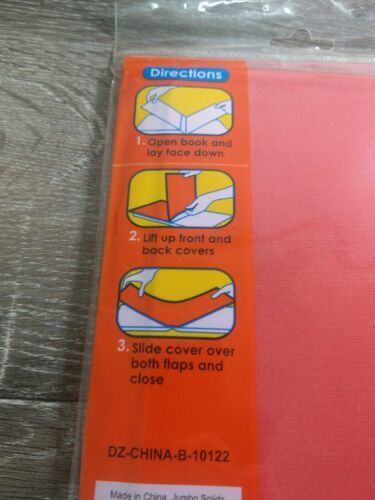 Directions
1. Open book and
lay face down
2. Lift up front and
back covers
3. Slide cover over
both flaps and
close
DZ-CHINA-B-10122
Made in China, Jumbo Solids